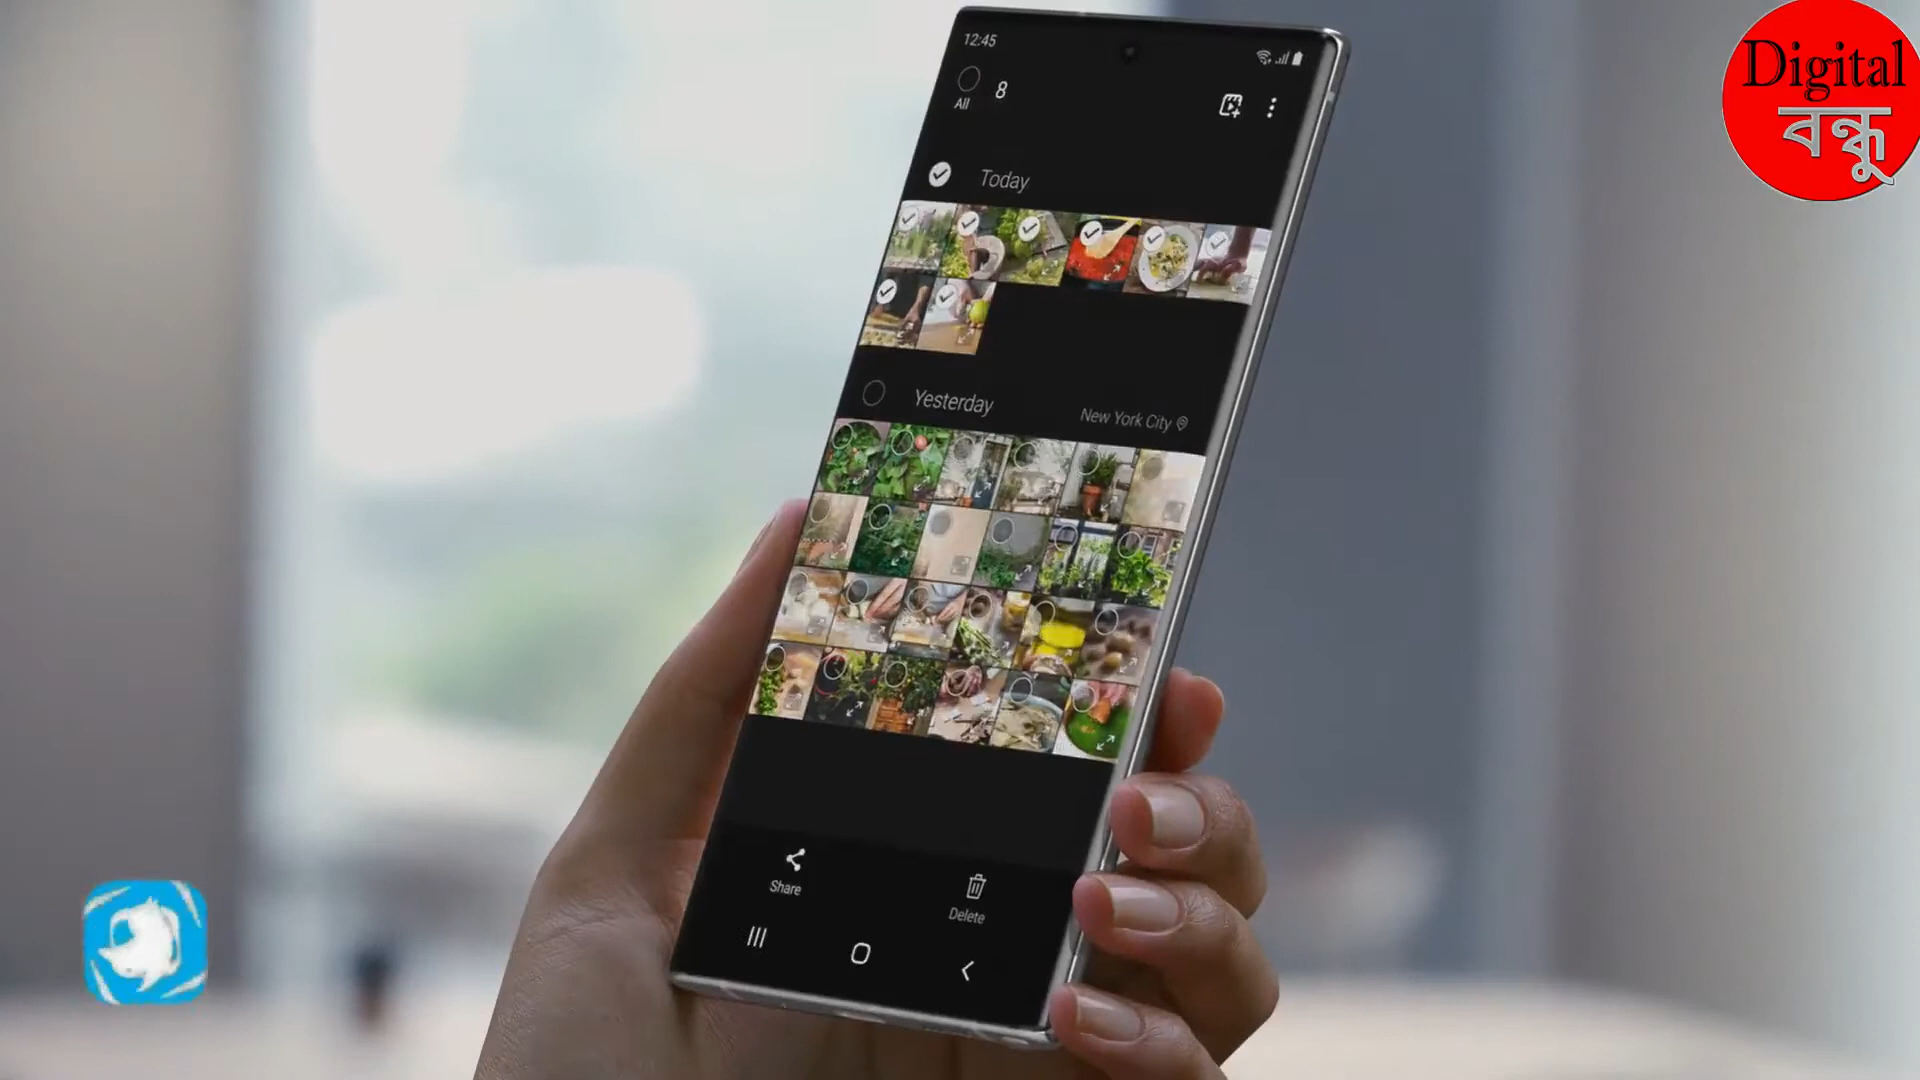 12:45
All
8
Today
Yesterday
New York City
Share
Delete
Digital
বন্ধু